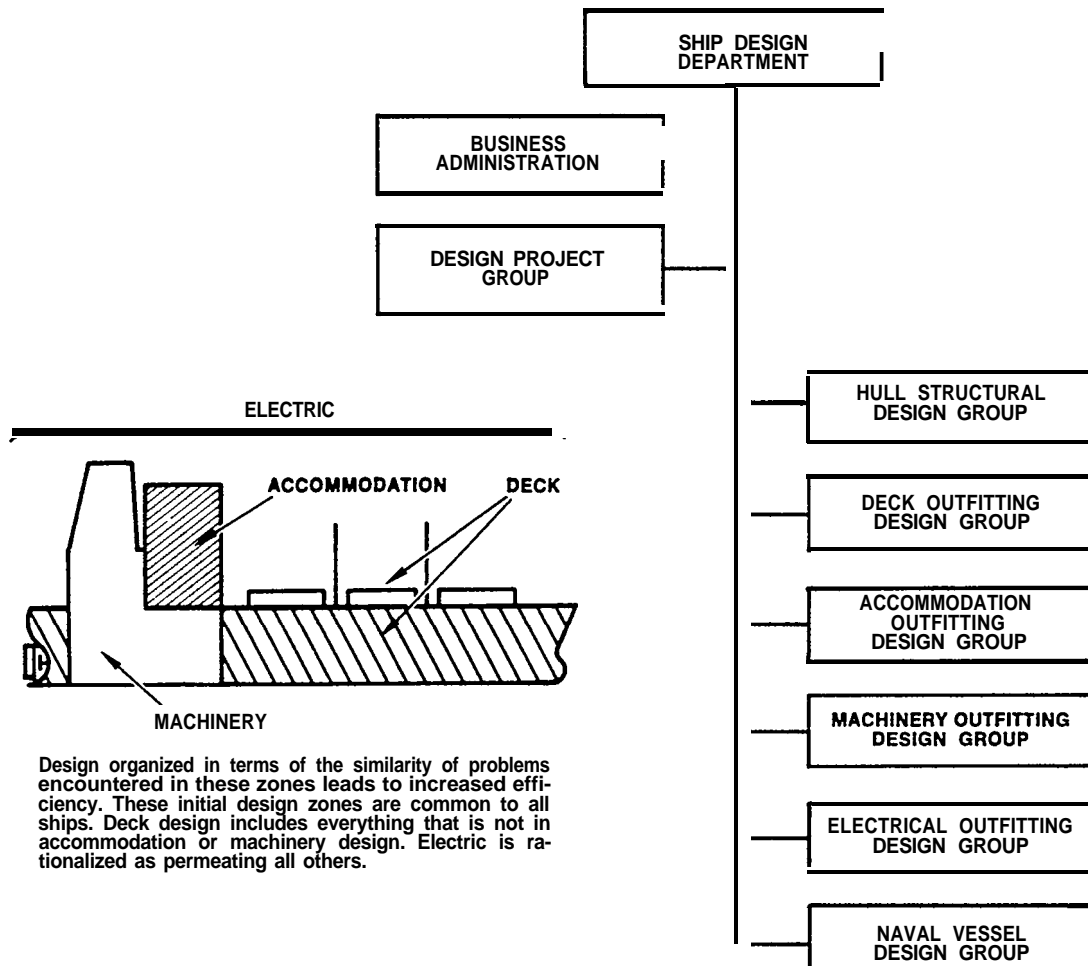 SHIP DESIGN
DEPARTMENT
BUSINESS
ADMINISTRATION
DESIGN PROJECT
GROUP
HULL STRUCTURAL
DESIGN GROUP
DECK OUTFITTING
DESIGN GROUP
ACCOMMODATION
OUTFITTING
DESIGN GROUP
MACHINERY OUTFITTING
DESIGN GROUP
ELECTRICAL OUTFITTING
DESIGN GROUP
NAVAL VESSEL
DESIGN GROUP
ELECTRIC
ACCOMMODATION
DECK
MACHINERY
Design organized in terms of the similarity of problems
encountered in these zones leads to increased effi-
ciency. These initial design zones are common to all
ships. Deck design includes everything that is not in
accommodation or machinery design. Electric is ra-
tionalized as permeating all others.